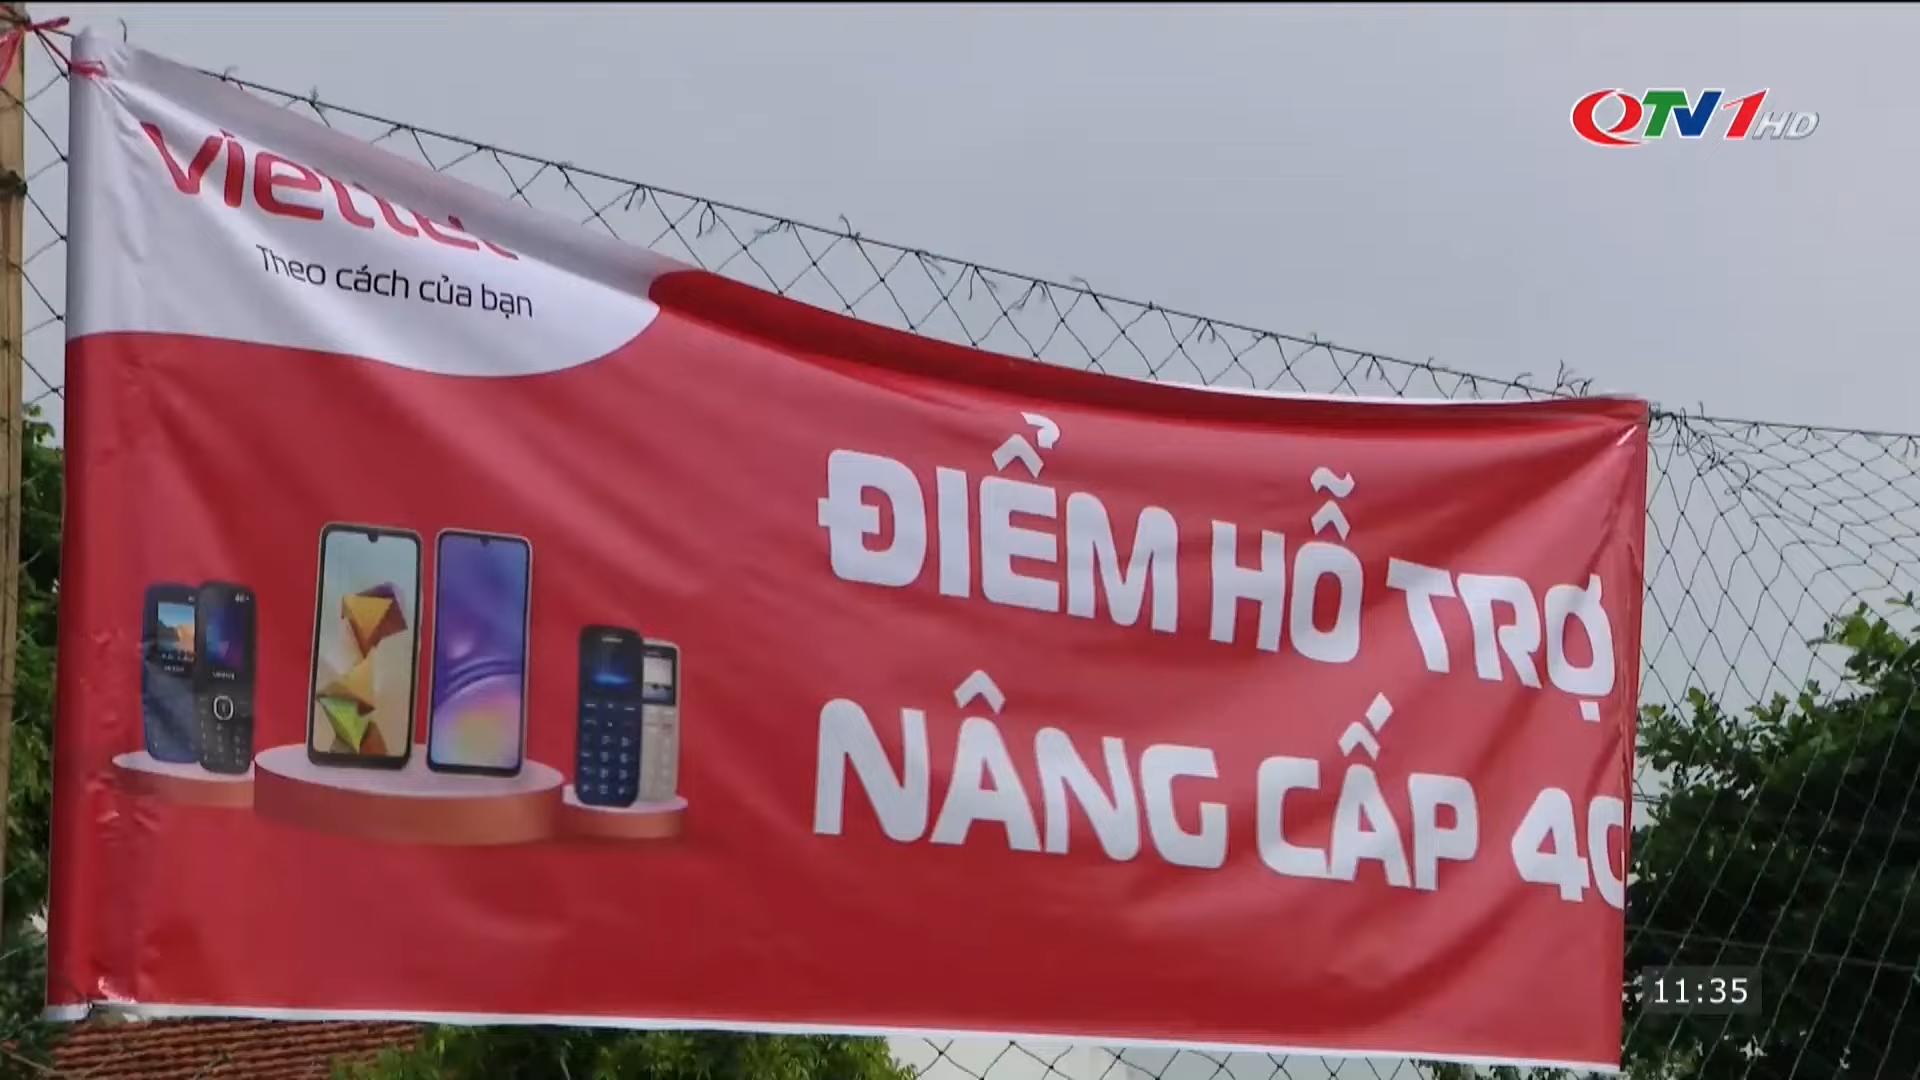 QTV1HD
viettel
Theo cách của bạn
ĐIỂM HỖ TRỢ
NÂNG CẤP 4G
11:35